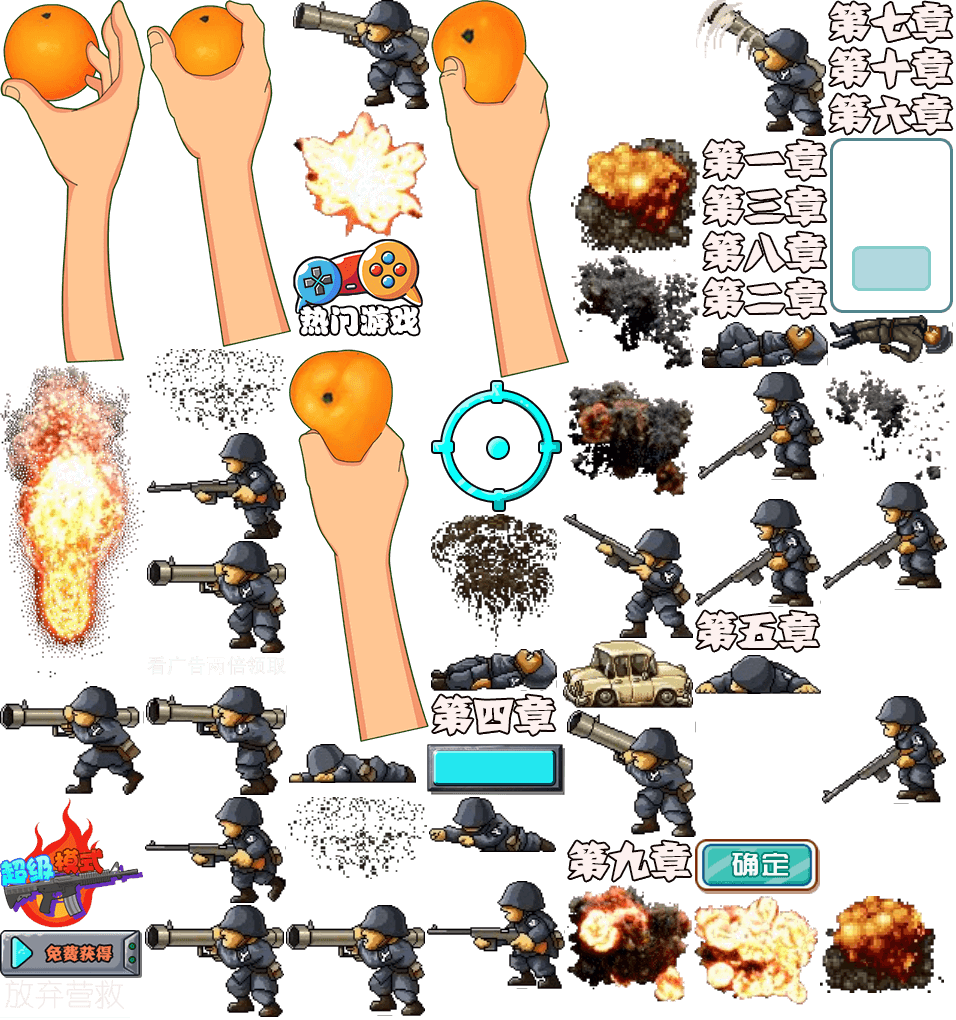 第七章
第十章
第六章
第一章
第三章
第八章
第二章
热门游戏
第五章
看广告两倍领取
第四章
超级模式
第九章
确定
免费获得
放弃营救